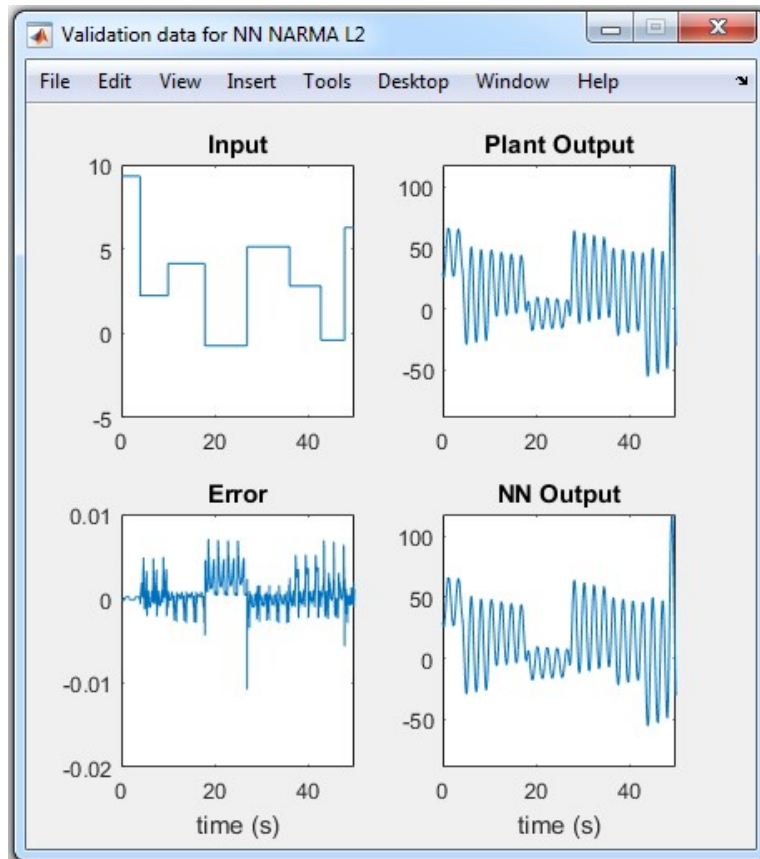 Validation data for NN NARMA L2
File Edit View Insert Tools Desktop Window Help
Input
10
5
0
-5
0 20 40
Plant Output
100
50
0
-50
0 20 40
Error
0.01
0
-0.01
-0.02
0 20 40
time (s)
NN Output
100
50
0
-50
0 20 40
time (s)